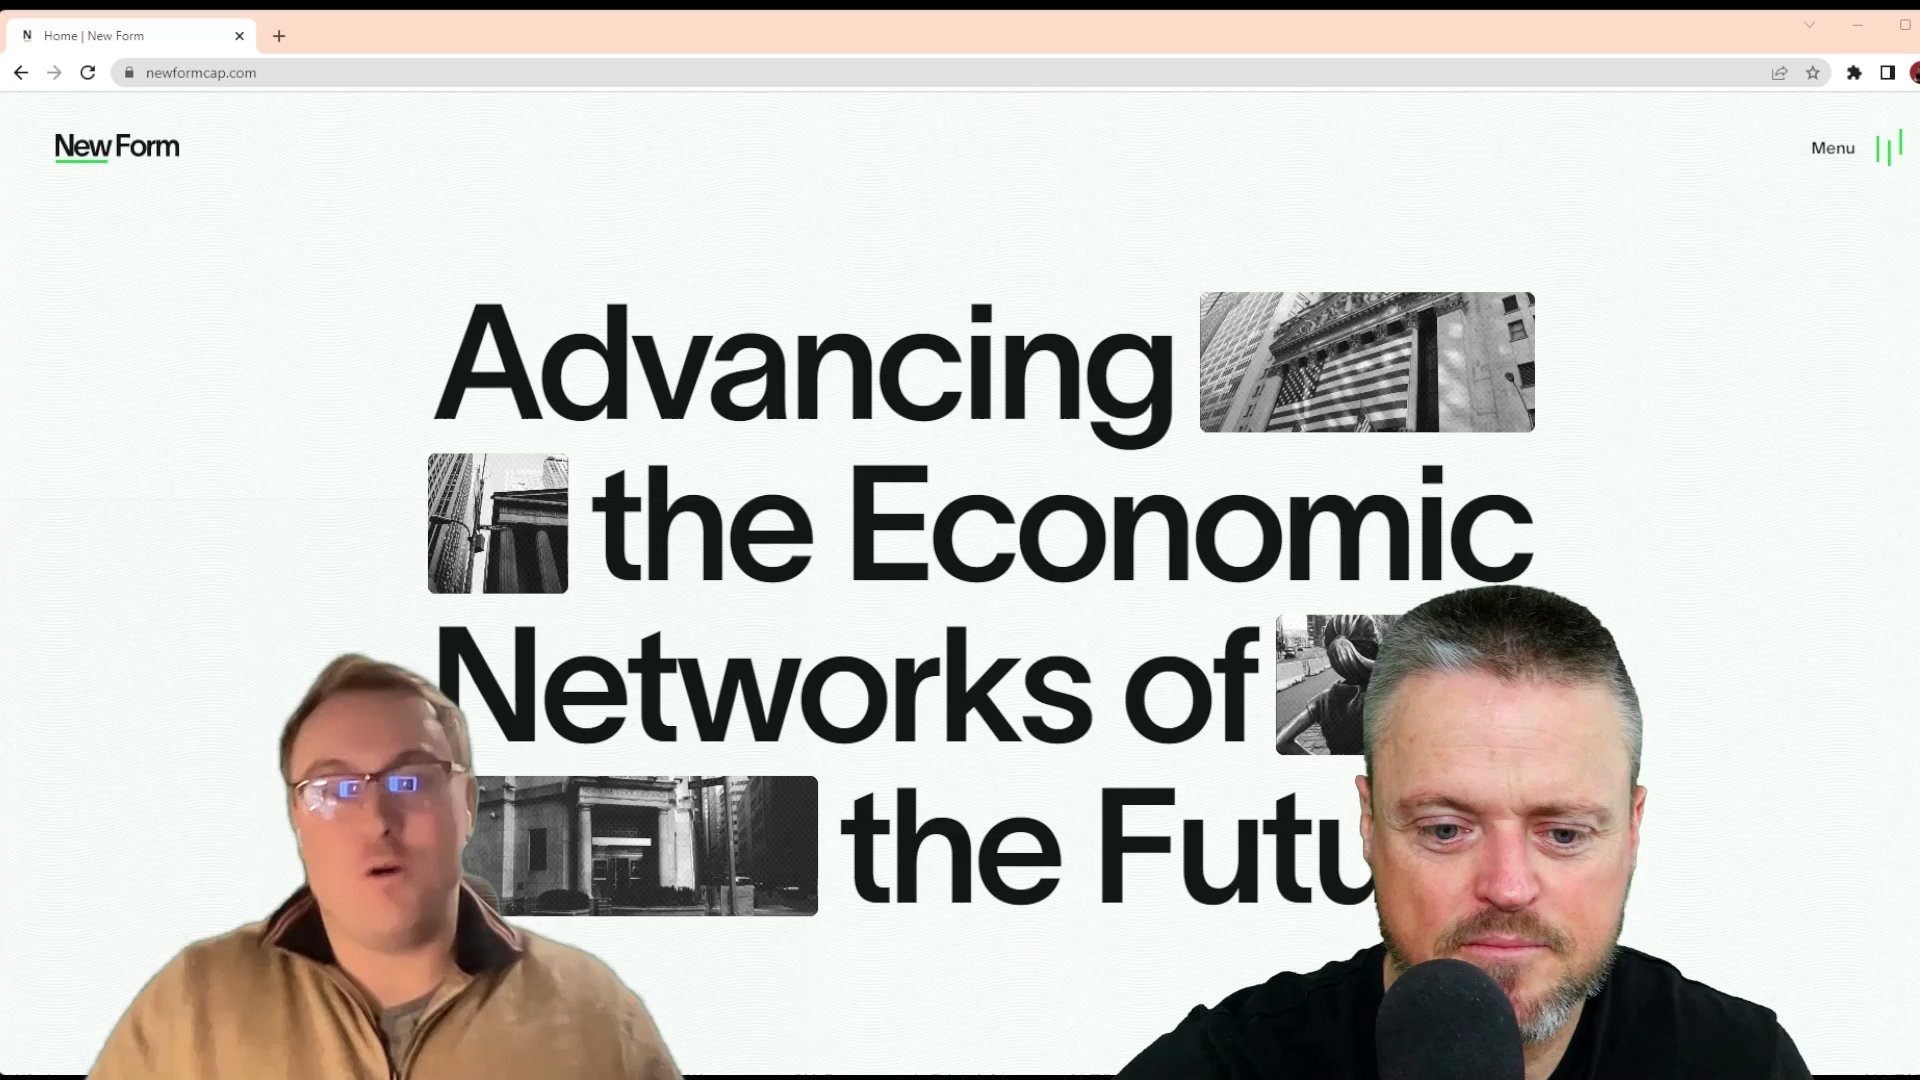 Home | New Form
newformcap.com
New Form
Menu
Advancing
the Economic
Networks of
the Futu